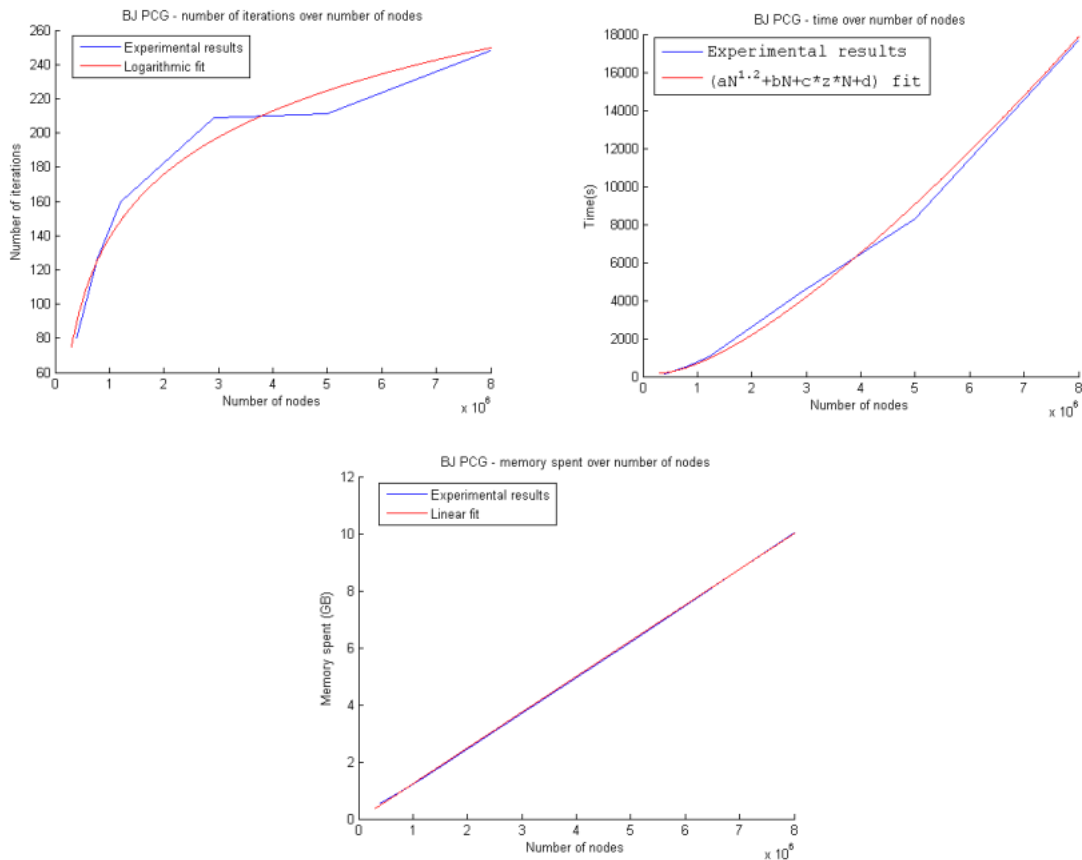 BJ PCG - number of iterations over number of nodes
260
240
220
200
180
160
140
120
100
80
60
Number of iterations
Experimental results
Logarithmic fit
0 1 2 3 4 5 6 7 8
Number of nodes
x 10^6
BJ PCG - time over number of nodes
18000
16000
14000
12000
10000
8000
6000
4000
2000
0
Time(s)
Experimental results
(aN^1.2+bN+c*z*N+d) fit
0 1 2 3 4 5 6 7 8
Number of nodes
x 10^6
BJ PCG - memory spent over number of nodes
12
10
8
6
4
2
0
Memory spent (GB)
Experimental results
Linear fit
0 1 2 3 4 5 6 7 8
Number of nodes
x 10^6